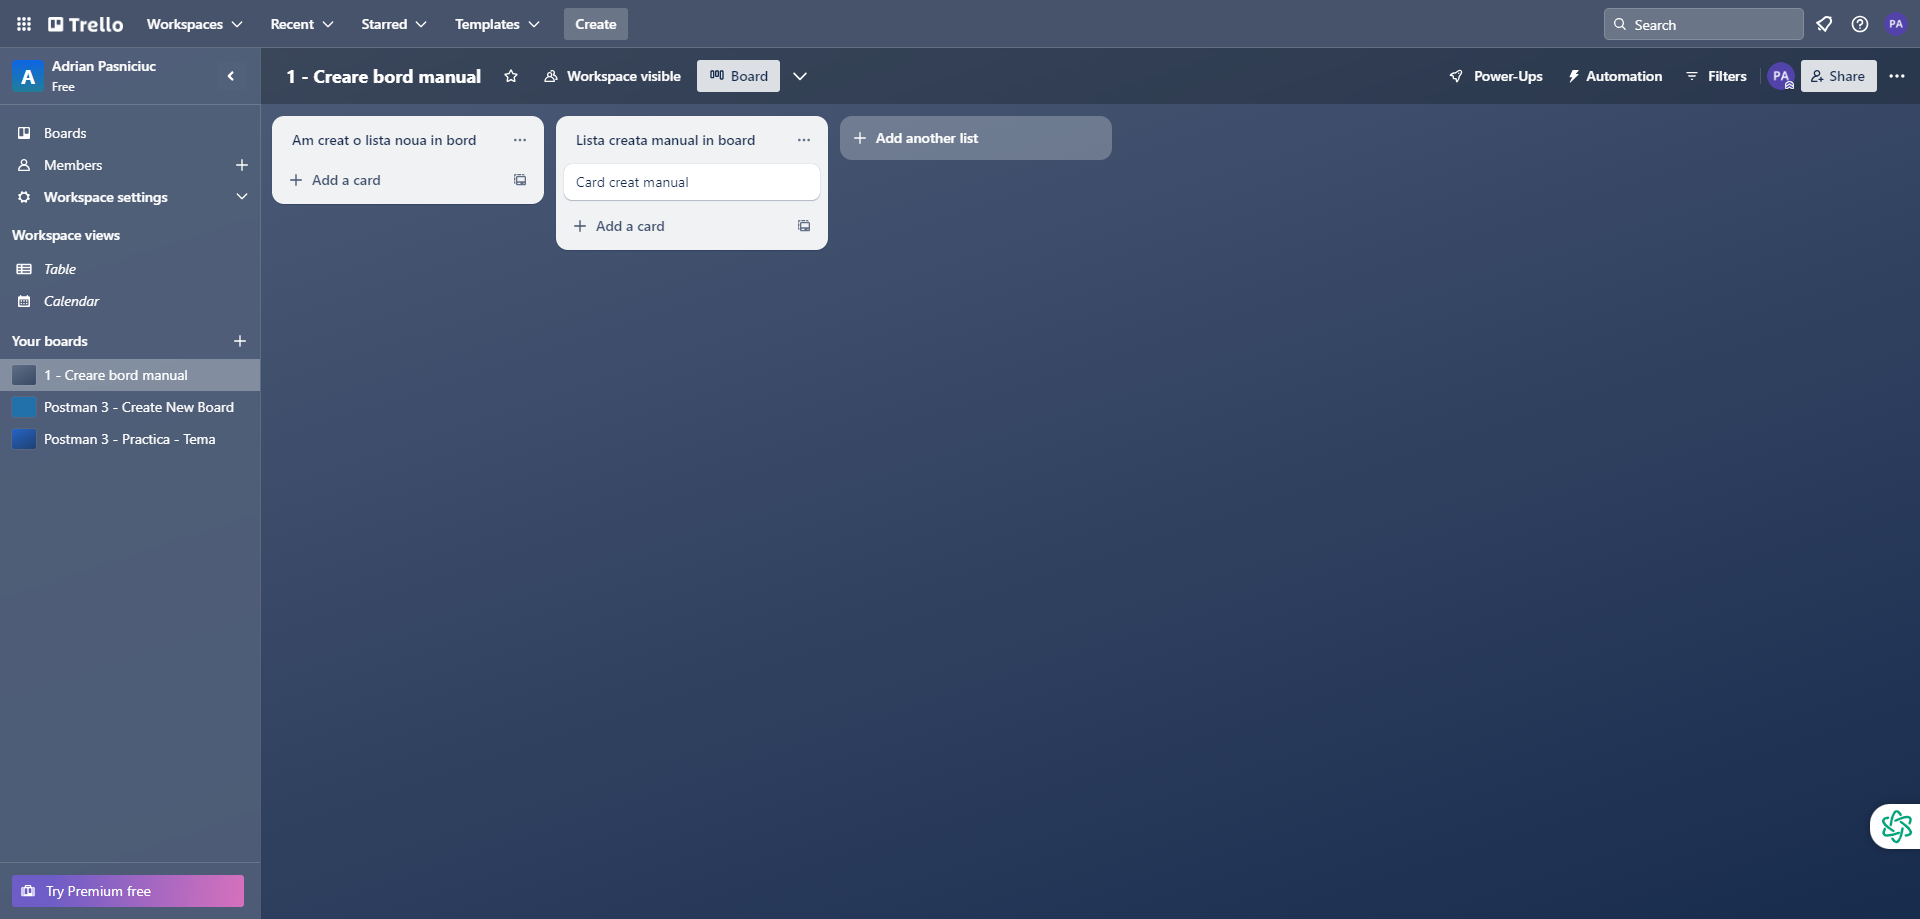 Trello
Workspaces
Recent
Starred
Templates
Create
Search
PA
A
Adrian Pasniciuc
Free
1 - Creare bord manual
Workspace visible
Board
Power-Ups
Automation
Filters
PA
Share
Boards
Members
Workspace settings
Workspace views
Table
Calendar
Your boards
1 - Creare bord manual
Postman 3 - Create New Board
Postman 3 - Practica - Tema
Try Premium free
Am creat o lista noua in bord
Add a card
Lista creata manual in board
Card creat manual
Add a card
Add another list